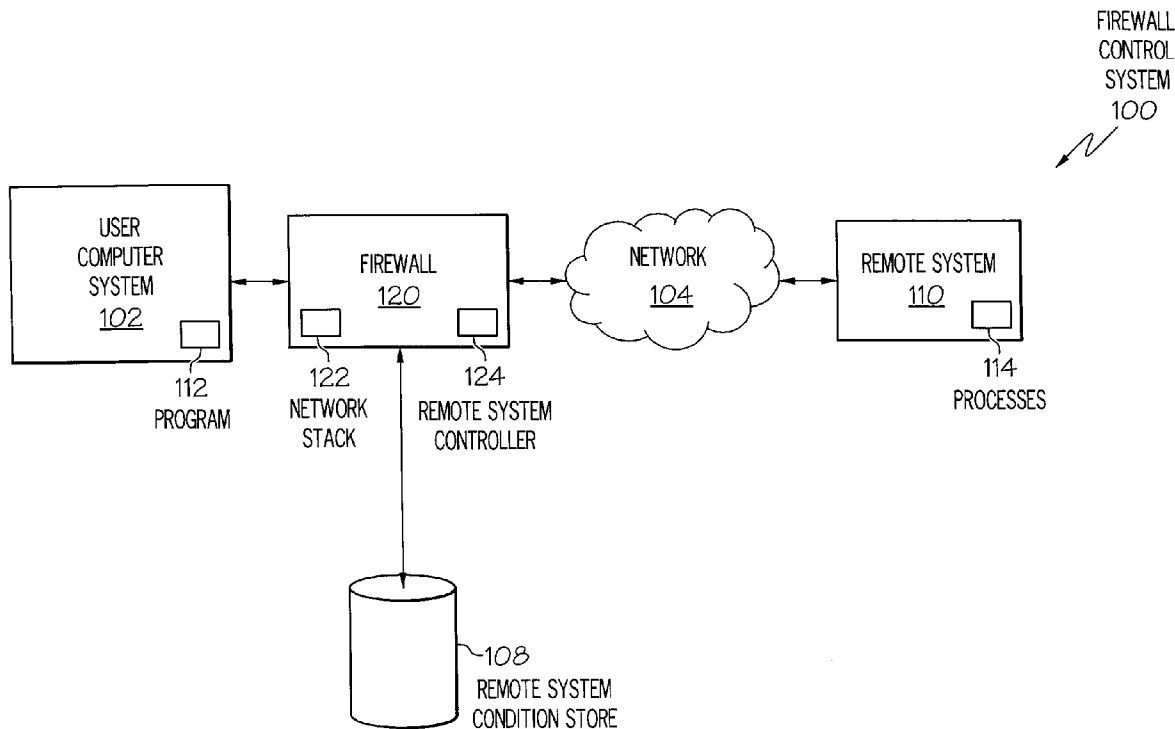 FIREWALL
CONTROL
SYSTEM
100
USER
COMPUTER
SYSTEM
102
112
PROGRAM
FIREWALL
120
122
NETWORK
STACK
124
REMOTE SYSTEM
CONTROLLER
NETWORK
104
REMOTE SYSTEM
110
114
PROCESSES
108
REMOTE SYSTEM
CONDITION STORE